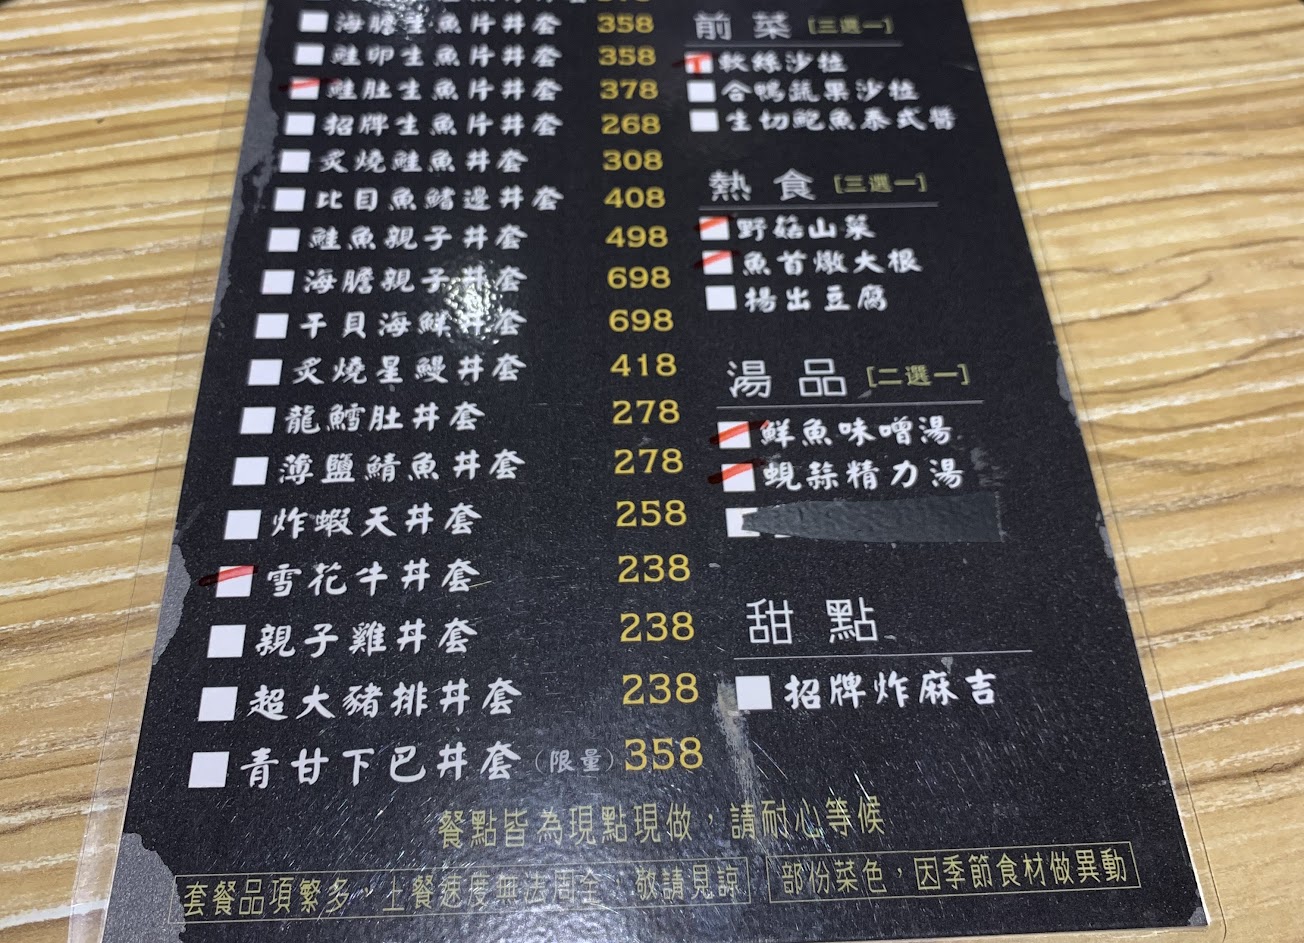 海膽生魚片丼套 358
鮭卵生魚片丼套 358
鮭肚生魚片丼套 378
招牌生魚片丼套 268
炙燒鮭魚丼套 308
比目魚鰭邊丼套 408
鮭魚親子丼套 498
海膽親子丼套 698
干貝海鮮丼套 698
炙燒星鰻丼套 418
龍鱈肚丼套 278
薄鹽鯖魚丼套 278
炸蝦天丼套 258
雪花牛丼套 238
親子雞丼套 238
超大豬排丼套 238
青甘下巴丼套(限量) 358
前菜 [三選一]
軟絲沙拉
合鴨蔬果沙拉
生切鮑魚泰式醬
熱食 [三選一]
野菇山菜
魚首燉大根
揚出豆腐
湯品 [二選一]
鮮魚味噌湯
蜆蒜精力湯
甜點
招牌炸麻吉
餐點皆為現點現做，請耐心等候
套餐品項繁多、上餐速度無法周全，敬請見諒
部份菜色，因季節食材做異動